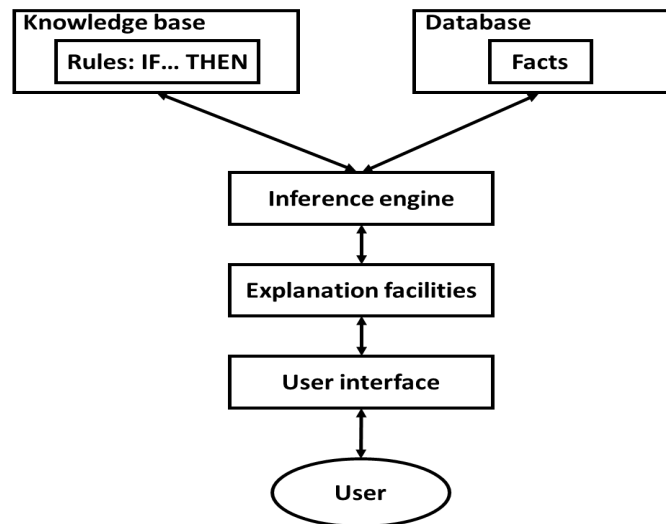 Knowledge base
Rules: IF... THEN
Database
Facts
Inference engine
Explanation facilities
User interface
User